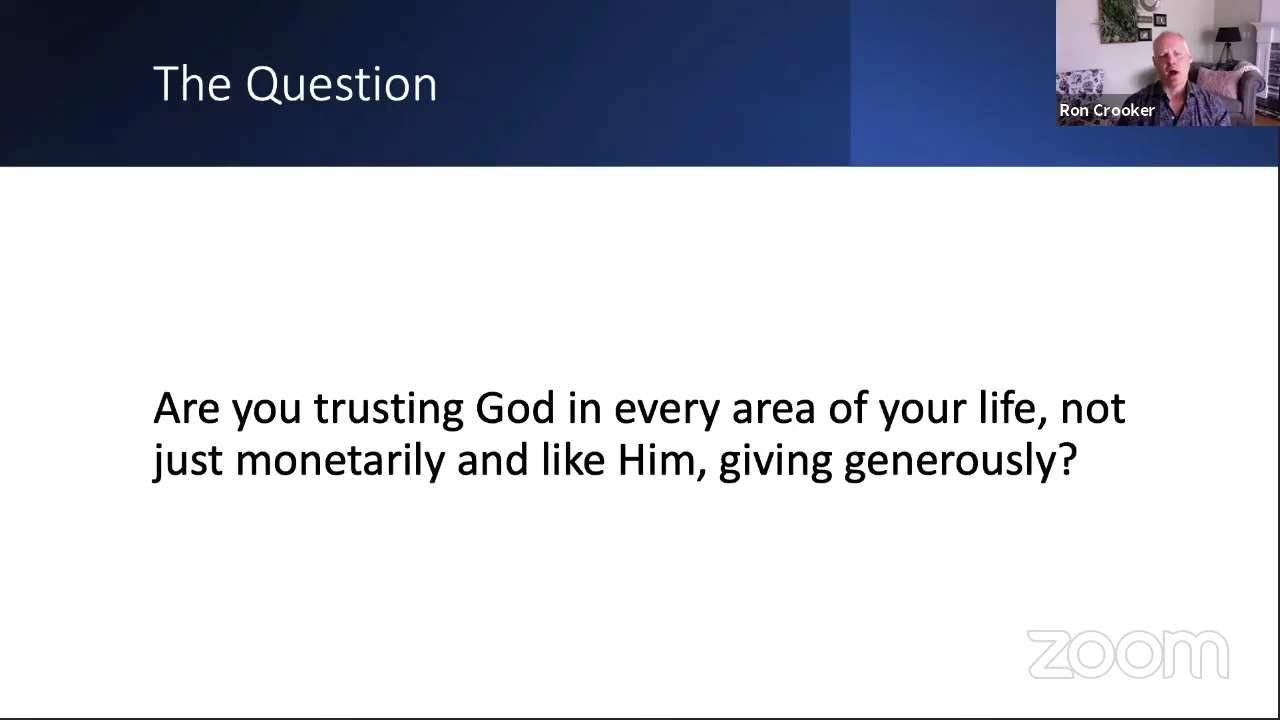 The Question
Ron Crooker
Are you trusting God in every area of your life, not
just monetarily and like Him, giving generously?
zoom